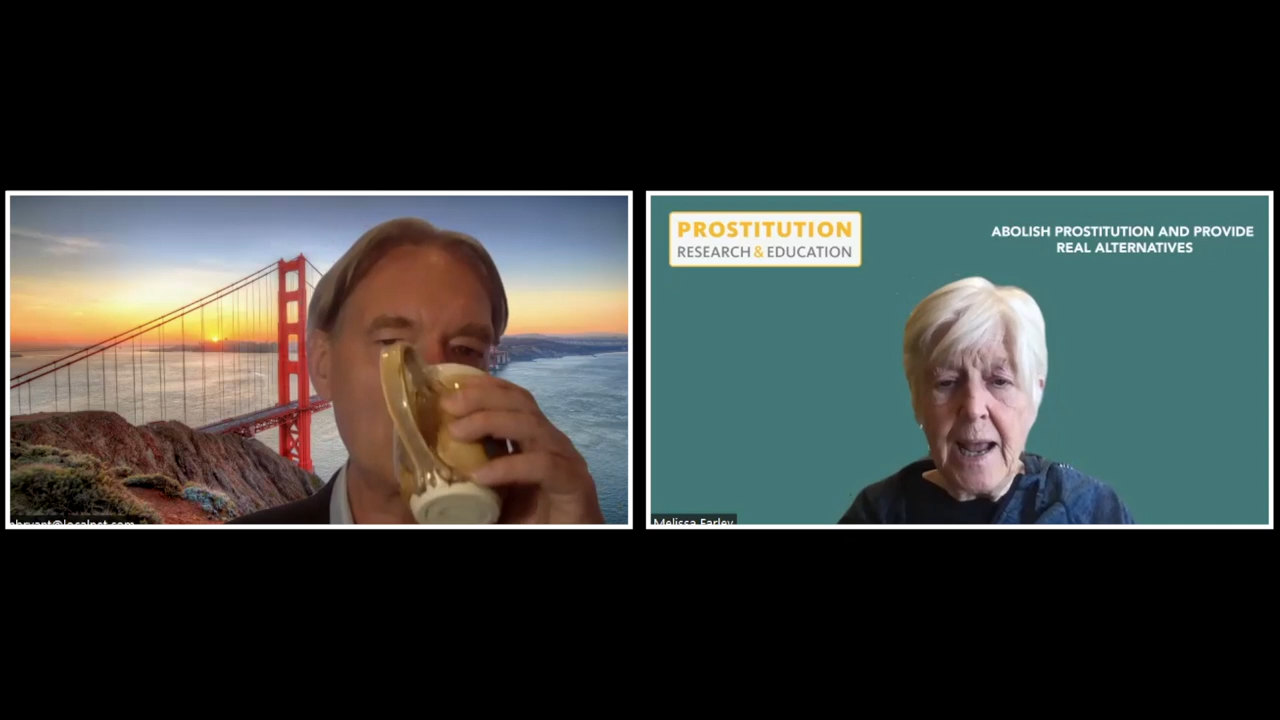 PROSTITUTION
RESEARCH & EDUCATION
ABOLISH PROSTITUTION AND PROVIDE
REAL ALTERNATIVES
Melissa Farley